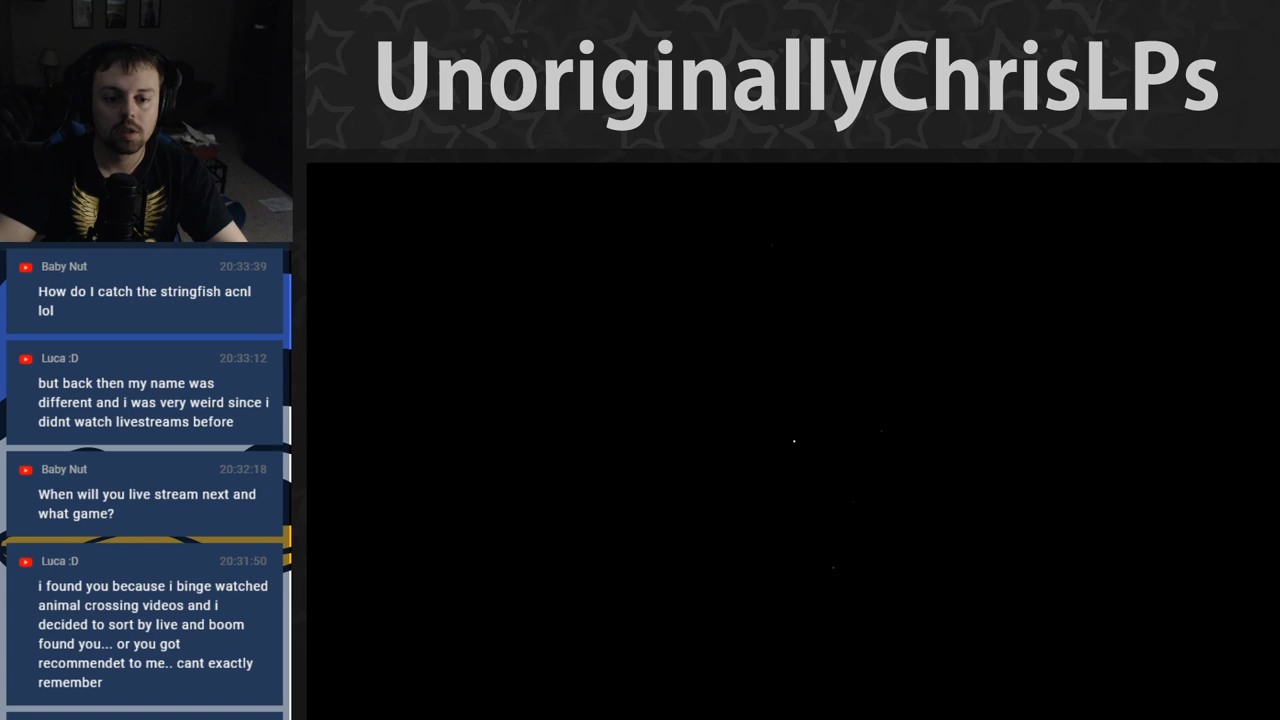 UnoriginallyChrisLPs
Baby Nut 20:33:39
How do I catch the stringfish acnl
lol
Luca :D 20:33:12
but back then my name was
different and i was very weird since i
didnt watch livestreams before
Baby Nut 20:32:18
When will you live stream next and
what game?
Luca :D 20:31:50
i found you because i binge watched
animal crossing videos and i
decided to sort by live and boom
found you... or you got
recommendet to me.. cant exactly
remember